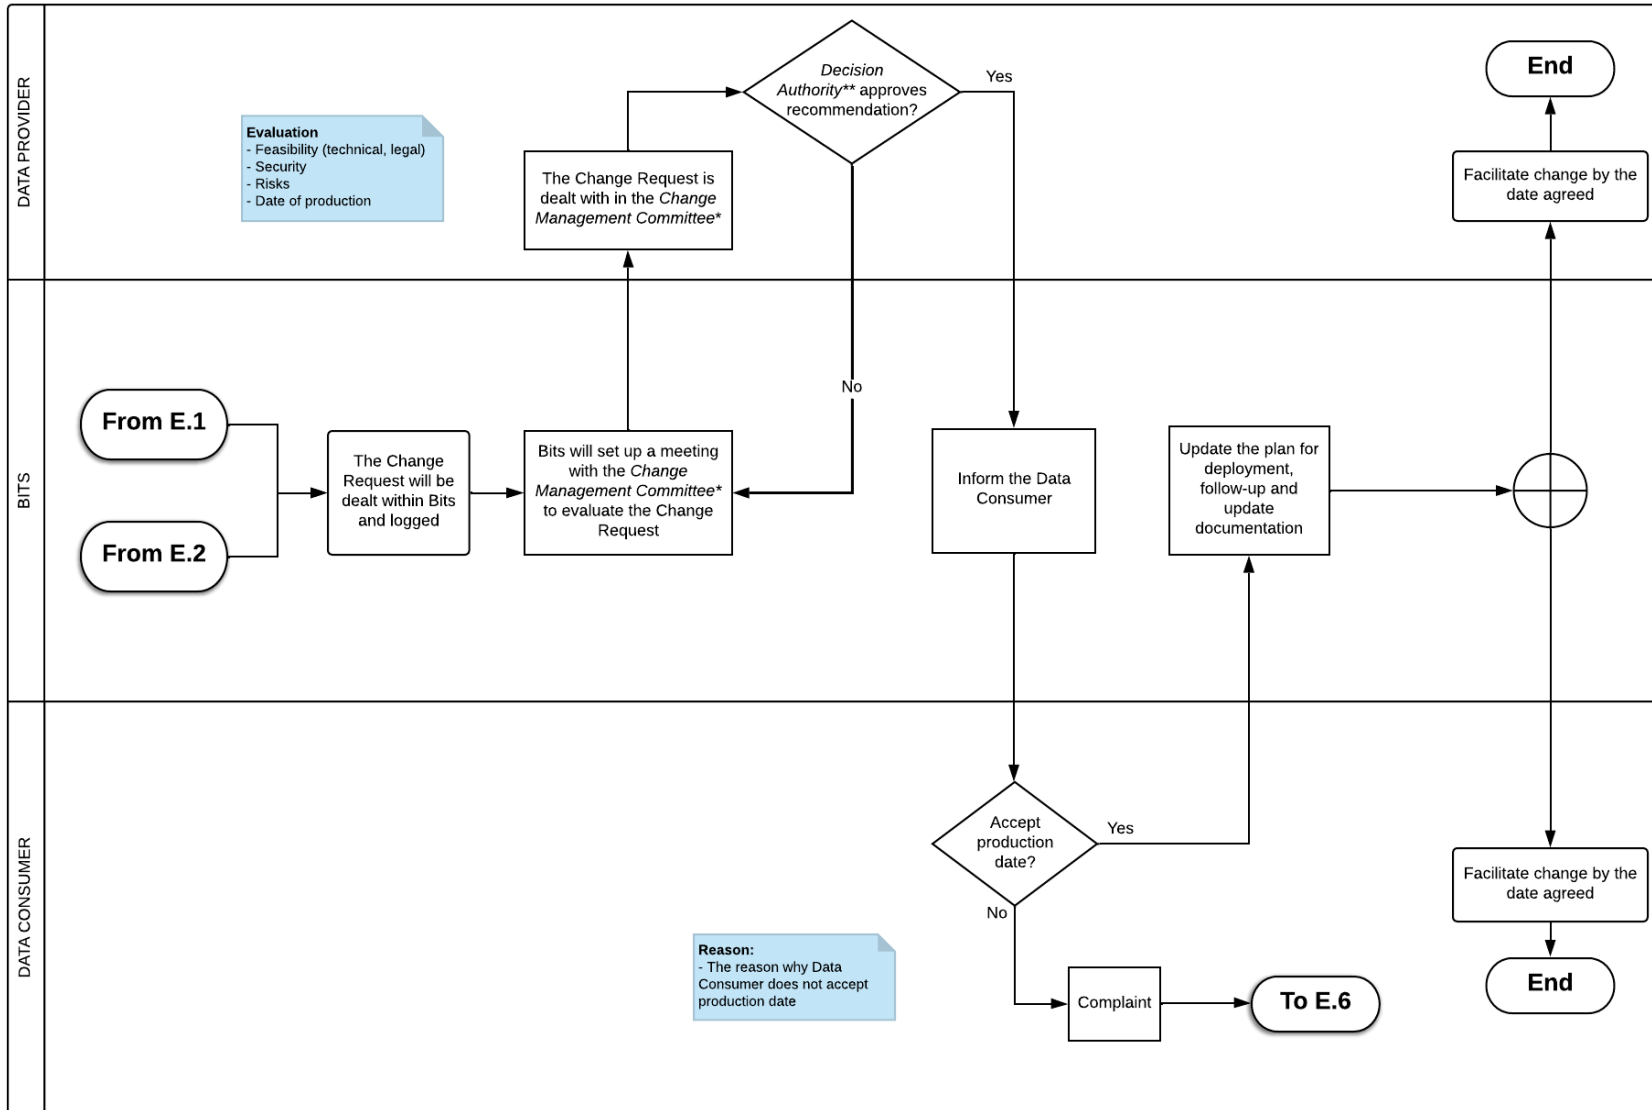 DATA PROVIDER
Evaluation
- Feasibility (technical, legal)
- Security
- Risks
- Date of production
The Change Request is
dealt with in the Change
Management Committee*
Decision
Authority** approves
recommendation?
Yes
No
End
Facilitate change by the
date agreed
BITS
From E.1
From E.2
The Change
Request will be
dealt within Bits
and logged
Bits will set up a meeting
with the Change
Management Committee*
to evaluate the Change
Request
Inform the Data
Consumer
Update the plan for
deployment,
follow-up and
update
documentation
DATA CONSUMER
Accept
production
date?
Yes
No
Reason:
- The reason why Data
Consumer does not accept
production date
Complaint
To E.6
Facilitate change by the
date agreed
End